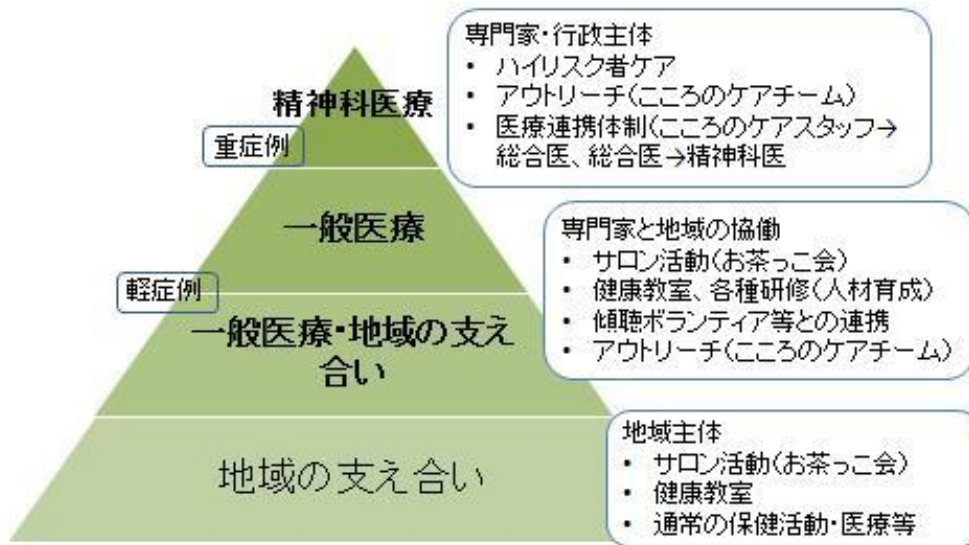 専門家・行政主体
• ハイリスク者ケア
• アウトリーチ(こころのケアチーム)
• 医療連携体制(こころのケアスタッフ→
総合医、総合医→精神科医
精神科医療
重症例
一般医療
専門家と地域の協働
• サロン活動(お茶っこ会)
• 健康教室、各種研修(人材育成)
• 傾聴ボランティア等との連携
• アウトリーチ(こころのケアチーム)
軽症例
一般医療・地域の支え
合い
地域主体
• サロン活動(お茶っこ会)
• 健康教室
• 通常の保健活動・医療等
地域の支え合い